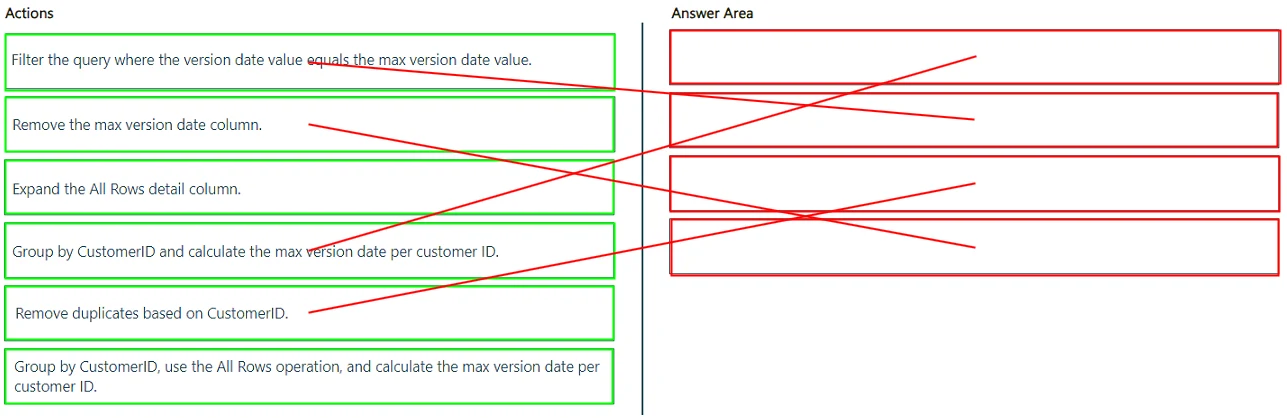 Actions
Answer Area
Filter the query where the version date value equals the max version date value.
Remove the max version date column.
Expand the All Rows detail column.
Group by CustomerID and calculate the max version date per customer ID.
Remove duplicates based on CustomerID.
Group by CustomerID, use the All Rows operation, and calculate the max version date per
customer ID.